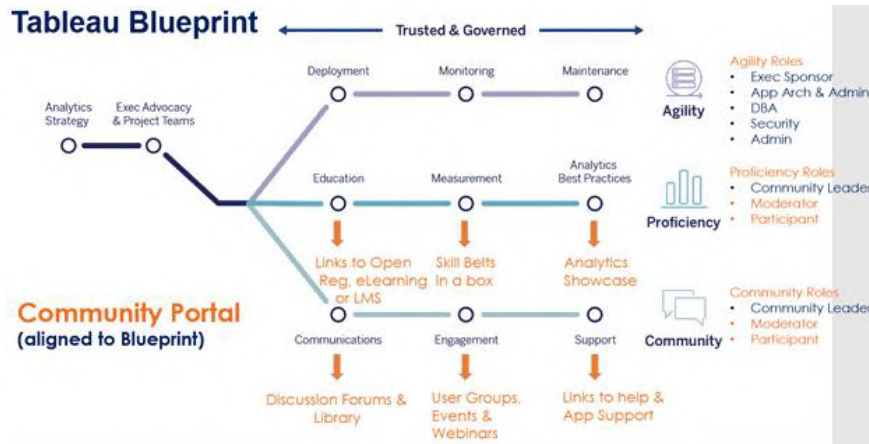 Tableau Blueprint
Trusted & Governed
Deployment
Monitoring
Maintenance
Agility
Agility Roles
• Exec Sponsor
• App Arch & Admin
• DBA
• Security
• Admin
Analytics
Strategy
Exec Advocacy
& Project Teams
Education
Measurement
Analytics
Best Practices
Proficiency
Proficiency Roles
• Community Leader
• Moderator
• Participant
Links to Open
Reg, eLearning
or LMS
Skill Belts
in a box
Analytics
Showcase
Community Portal
(aligned to Blueprint)
Communications
Engagement
Support
Community
Community Roles
• Community Leader
• Moderator
• Participant
Discussion Forums &
Library
User Groups,
Events &
Webinars
Links to help &
App Support